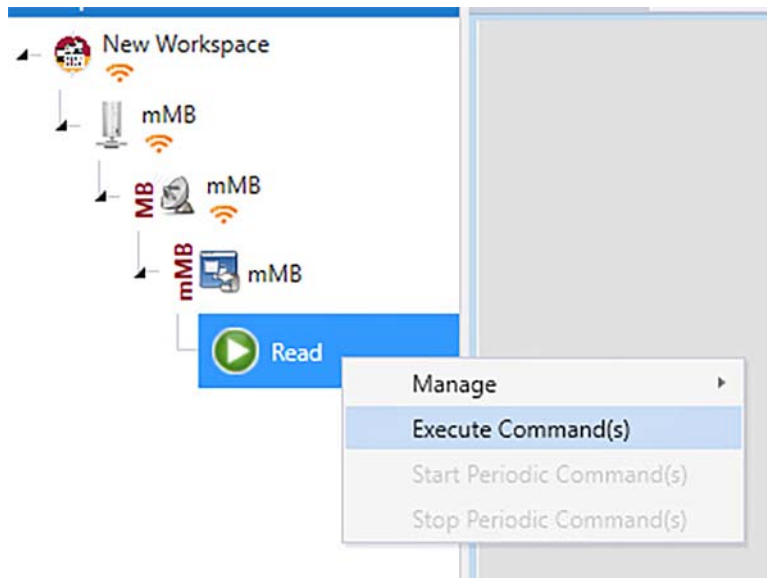 New Workspace
mMB
MB
mMB
mMB
mMB
Read
Manage
Execute Command(s)
Start Periodic Command(s)
Stop Periodic Command(s)